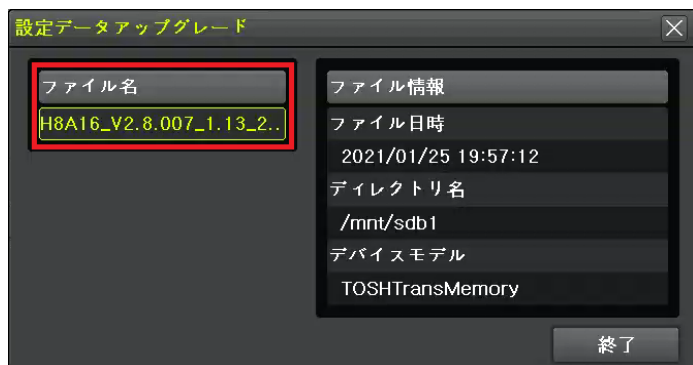 設定データアップグレード
ファイル名
H8A16_V2.8.007_1.13_2..
ファイル情報
ファイル日時
2021/01/25 19:57:12
ディレクトリ名
/mnt/sdb1
デバイスモデル
TOSHTransMemory
終了